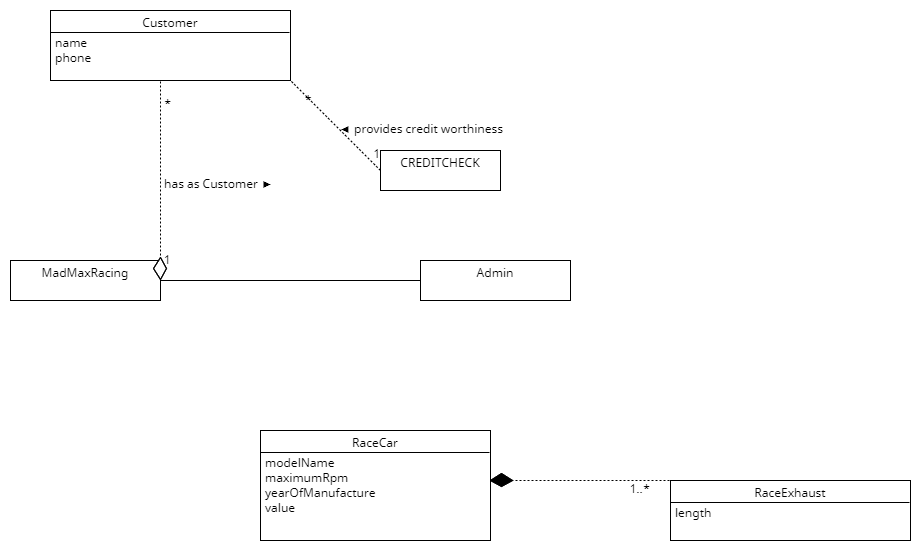 Customer
name
phone
*
*
◄ provides credit worthiness
1
CREDITCHECK
has as Customer ►
1
MadMaxRacing
Admin
RaceCar
modelName
maximumRpm
yearOfManufacture
value
1..*
RaceExhaust
length